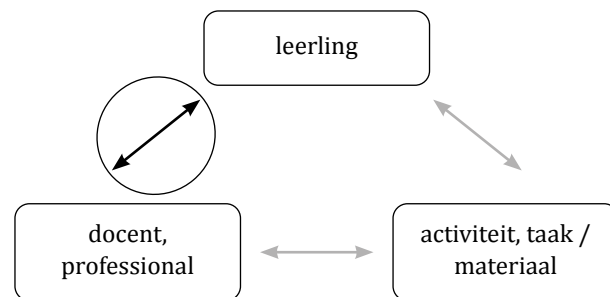 leerling
docent,
professional
activiteit, taak /
materiaal